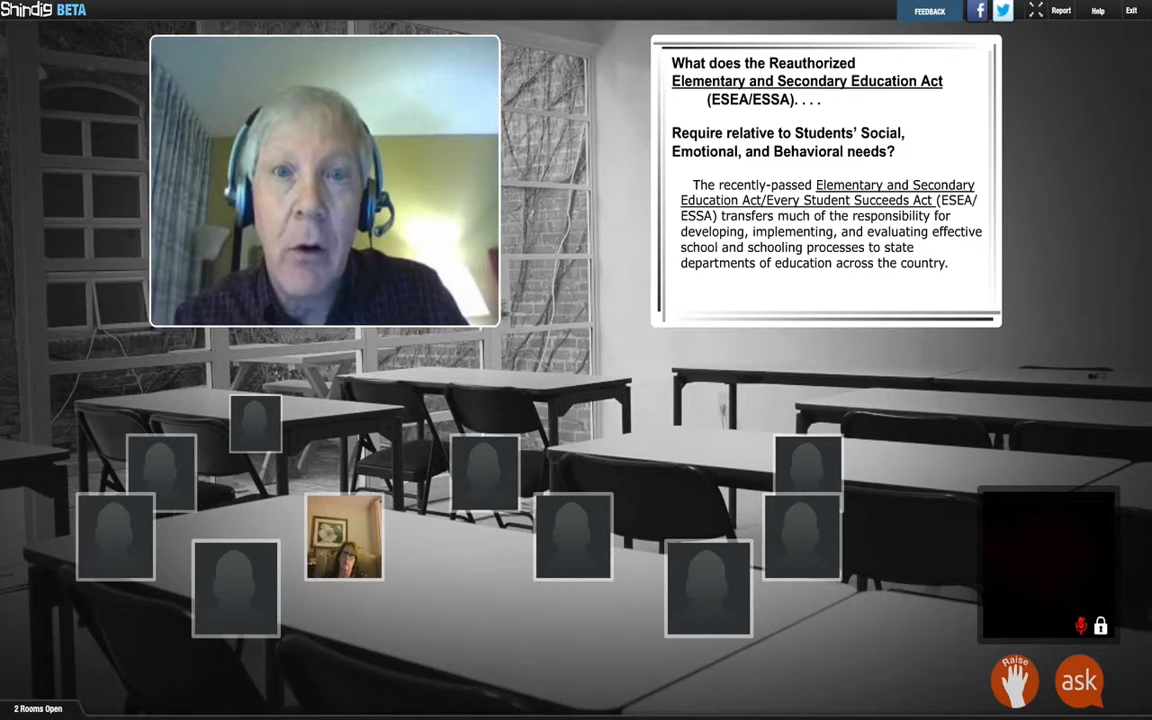 Shindig BETA
FEEDBACK
Report
Help
Exit
What does the Reauthorized
Elementary and Secondary Education Act
(ESEA/ESSA). . . .
Require relative to Students’ Social,
Emotional, and Behavioral needs?
The recently-passed Elementary and Secondary
Education Act/Every Student Succeeds Act (ESEA/
ESSA) transfers much of the responsibility for
developing, implementing, and evaluating effective
school and schooling processes to state
departments of education across the country.
Raise
ask
2 Rooms Open